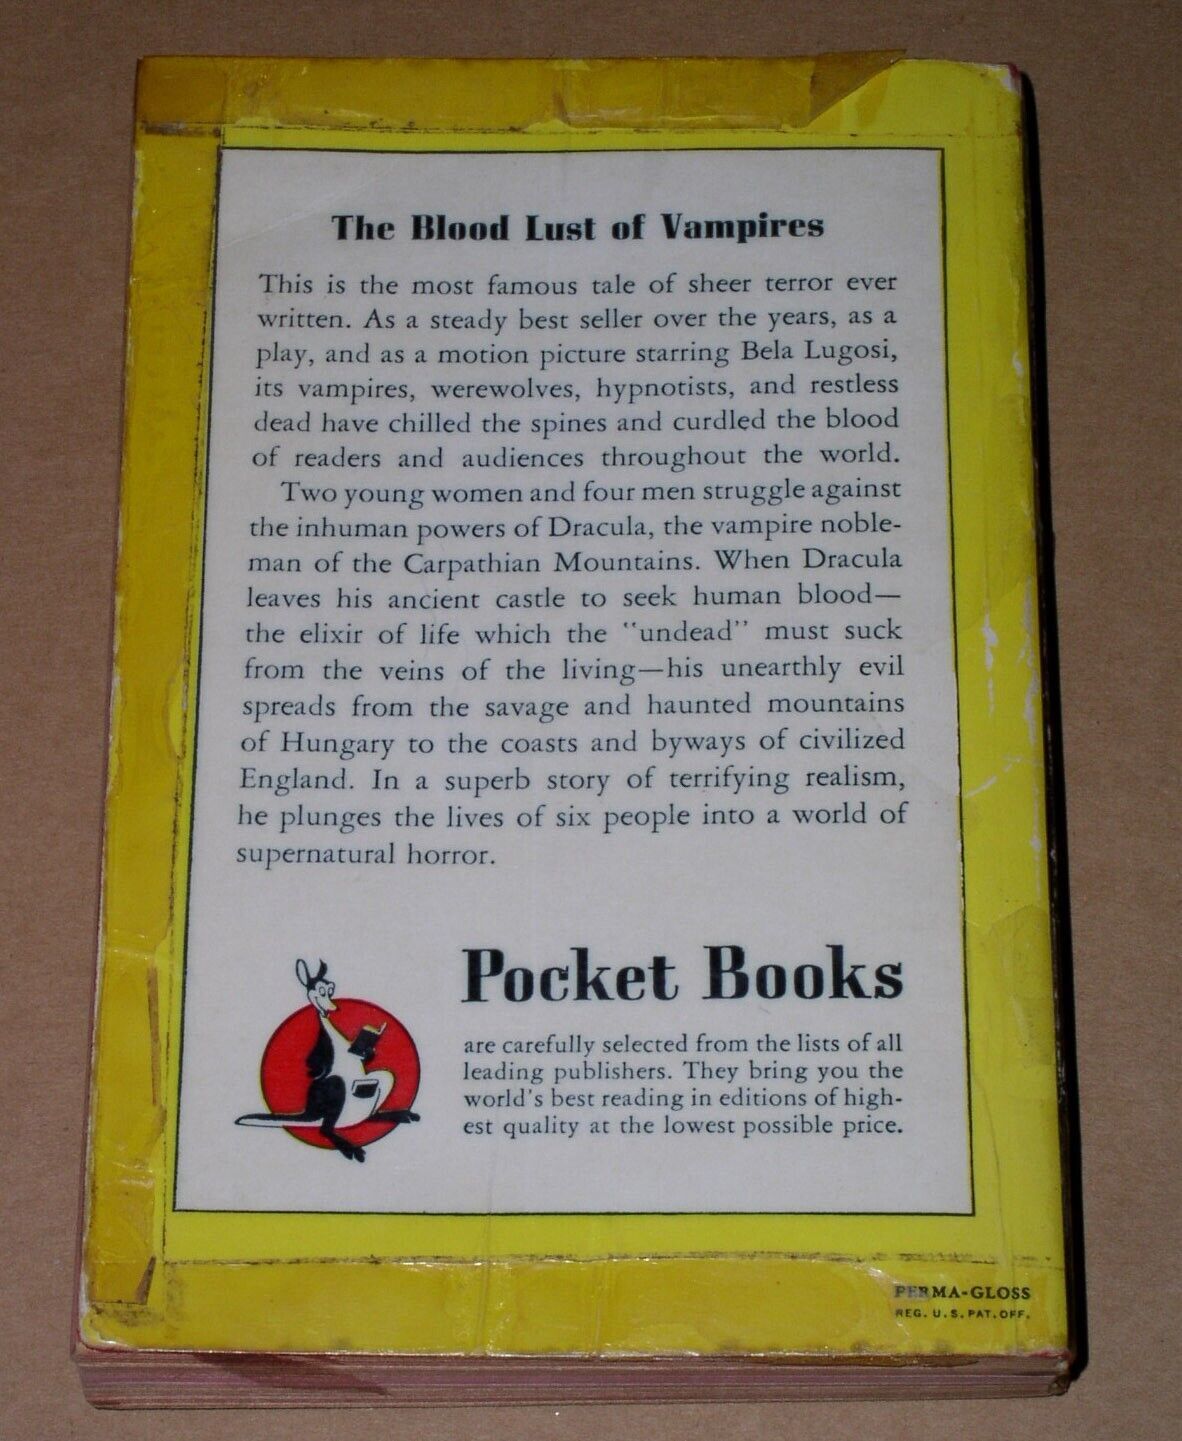 The Blood Lust of Vampires
This is the most famous tale of sheer terror ever
written. As a steady best seller over the years, as a
play, and as a motion picture starring Bela Lugosi,
its vampires, werewolves, hypnotists, and restless
dead have chilled the spines and curdled the blood
of readers and audiences throughout the world.
Two young women and four men struggle against
the inhuman powers of Dracula, the vampire noble-
man of the Carpathian Mountains. When Dracula
leaves his ancient castle to seek human blood—
the elixir of life which the "undead" must suck
from the veins of the living—his unearthly evil
spreads from the savage and haunted mountains
of Hungary to the coasts and byways of civilized
England. In a superb story of terrifying realism,
he plunges the lives of six people into a world of
supernatural horror.
Pocket Books
are carefully selected from the lists of all
leading publishers. They bring you the
world's best reading in editions of high-
est quality at the lowest possible price.
PERMA-GLOSS
REG. U.S. PAT. OFF.